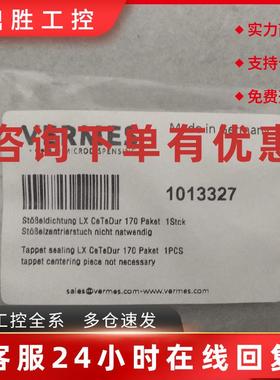 鼎胜工控
实力
支持
免费
VERMES
MICRODISPENSING
Made in German
咨询下单有优惠
1013327
Stößeldichtung LX CeTeDur 170 Paket 1Stck
Stößelzentrierstuch nicht notwendig
Tappet sealing LX CeTeDur 170 Paket 1PCS
tappet centering piece not necessary
sales@vermes.com - www.vermes.com
工控全系 多仓速发
客服24小时在线回复